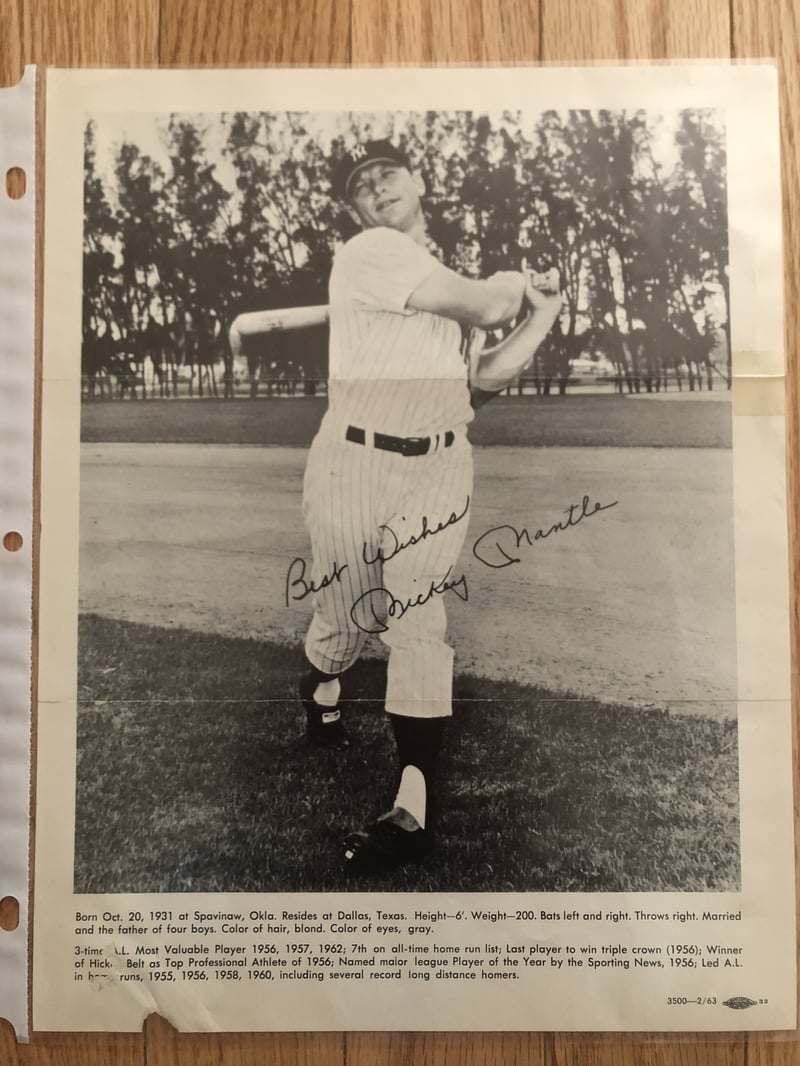 NY
Best Wishes
Mickey Mantle
Born Oct. 20, 1931 at Spavinaw, Okla. Resides at Dallas, Texas. Height—6'. Weight—200. Bats left and right. Throws right. Married
and the father of four boys. Color of hair, blond. Color of eyes, gray.
3-time .L. Most Valuable Player 1956, 1957, 1962; 7th on all-time home run list; Last player to win triple crown (1956); Winner
of Hick Belt as Top Professional Athlete of 1956; Named major league Player of the Year by the Sporting News, 1956; Led A.L.
in runs, 1955, 1956, 1958, 1960, including several record long distance homers.
3500—2/63 32